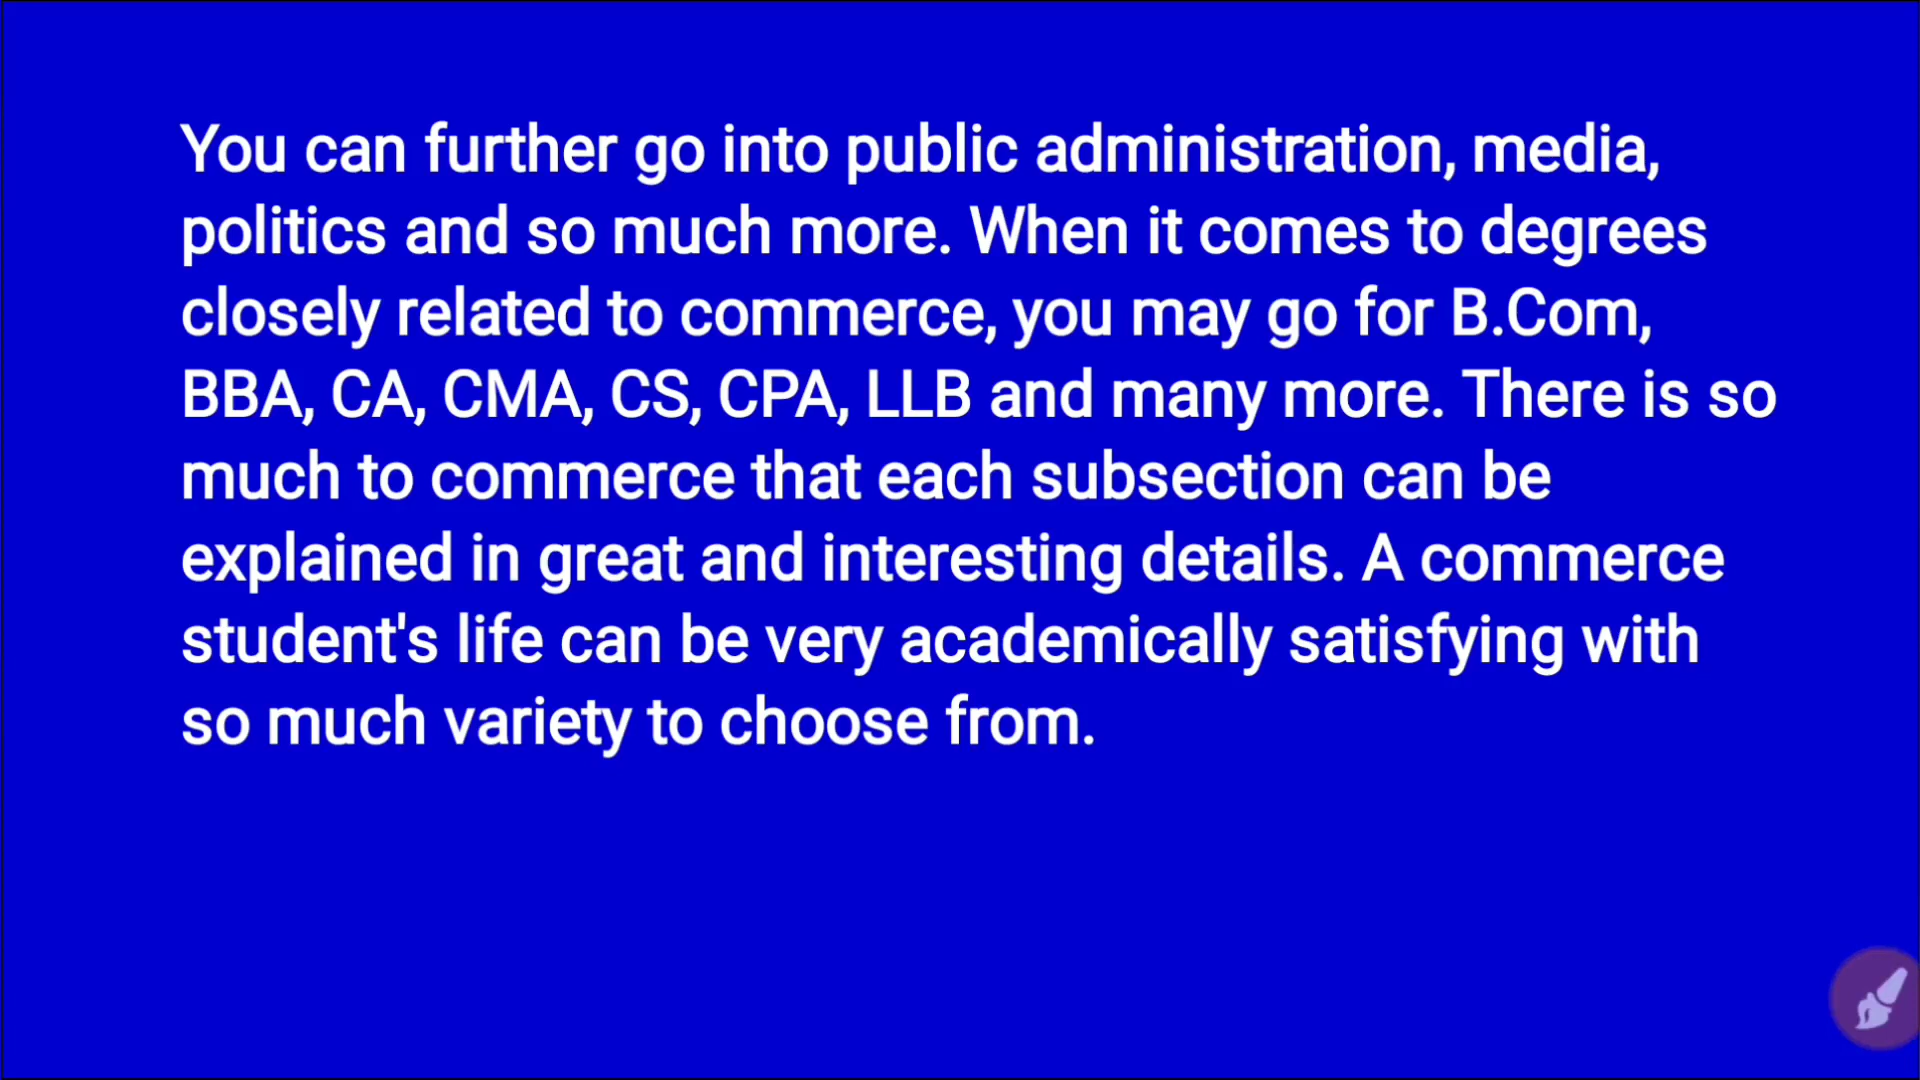 You can further go into public administration, media,
politics and so much more. When it comes to degrees
closely related to commerce, you may go for B.Com,
BBA, CA, CMA, CS, CPA, LLB and many more. There is so
much to commerce that each subsection can be
explained in great and interesting details. A commerce
student's life can be very academically satisfying with
so much variety to choose from.